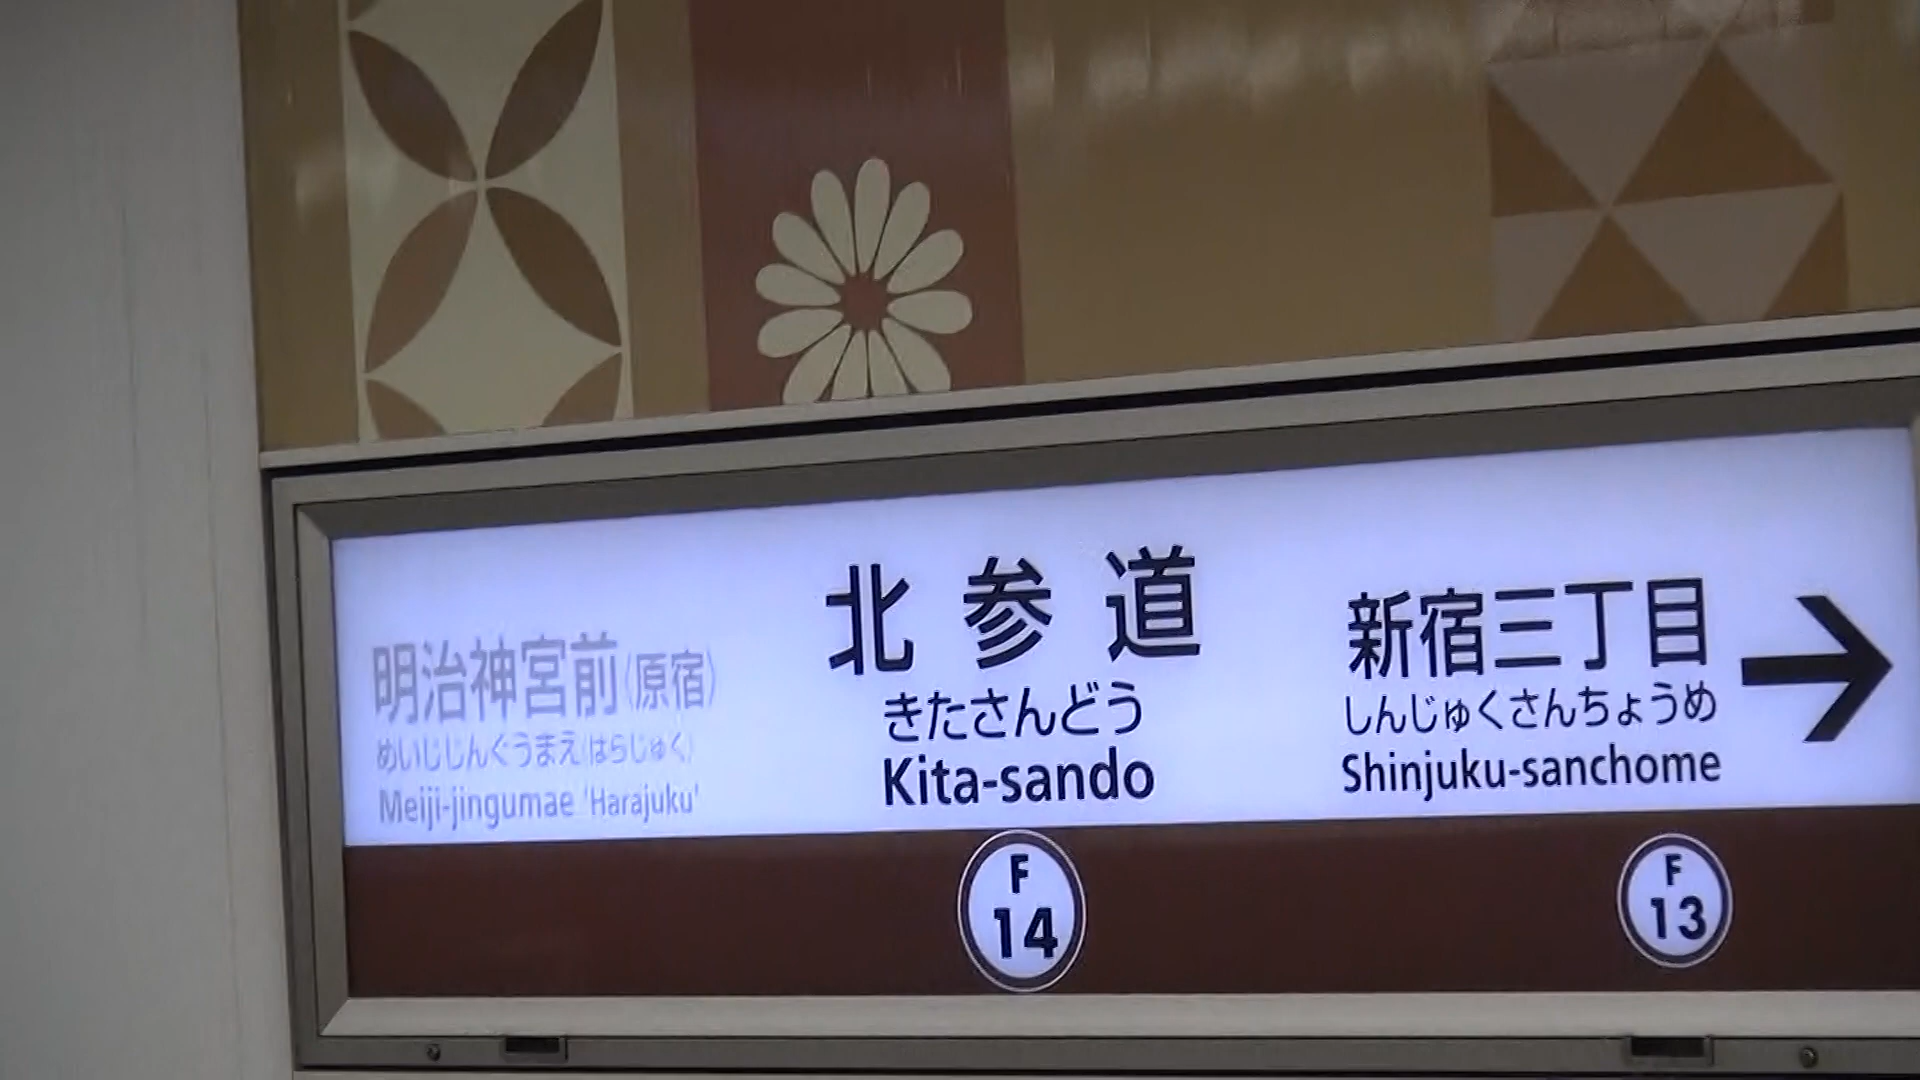 明治神宮前(原宿)
めいじじんぐうまえ(はらじゅく)
Meiji-jingumae 'Harajuku'
北参道
きたさんどう
Kita-sando
F
14
新宿三丁目
しんじゅくさんちょうめ
Shinjuku-sanchome
F
13